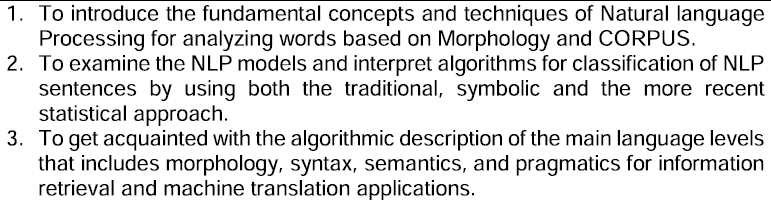 1. To introduce the fundamental concepts and techniques of Natural language
Processing for analyzing words based on Morphology and CORPUS.
2. To examine the NLP models and interpret algorithms for classification of NLP
sentences by using both the traditional, symbolic and the more recent
statistical approach.
3. To get acquainted with the algorithmic description of the main language levels
that includes morphology, syntax, semantics, and pragmatics for information
retrieval and machine translation applications.